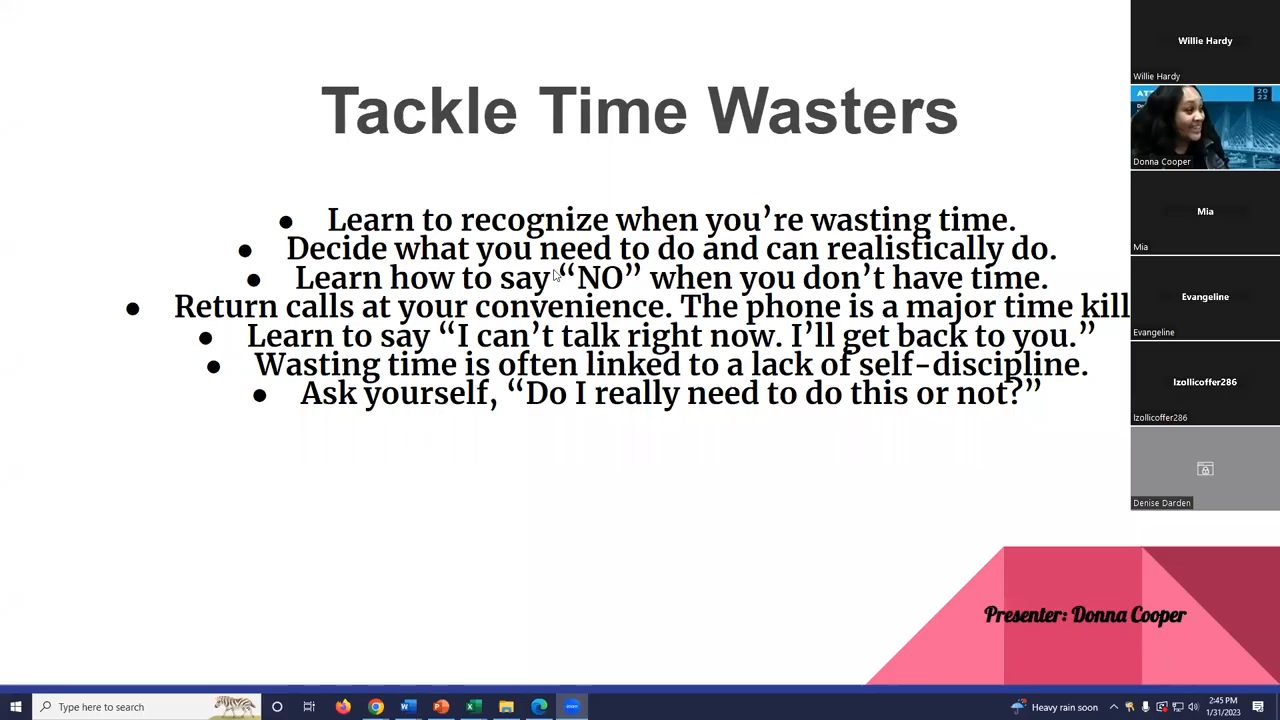 Tackle Time Wasters
● Learn to recognize when you’re wasting time.
● Decide what you need to do and can realistically do.
● Learn how to say “NO” when you don’t have time.
● Return calls at your convenience. The phone is a major time kill
● Learn to say “I can’t talk right now. I’ll get back to you.”
● Wasting time is often linked to a lack of self-discipline.
● Ask yourself, “Do I really need to do this or not?”
Presenter: Donna Cooper
Willie Hardy
Willie Hardy
20
22
Donna Cooper
Mia
Mia
Evangeline
Evangeline
lzollicoffer286
lzollicoffer286
Denise Darden
Type here to search
Heavy rain soon
2:45 PM
1/31/2023